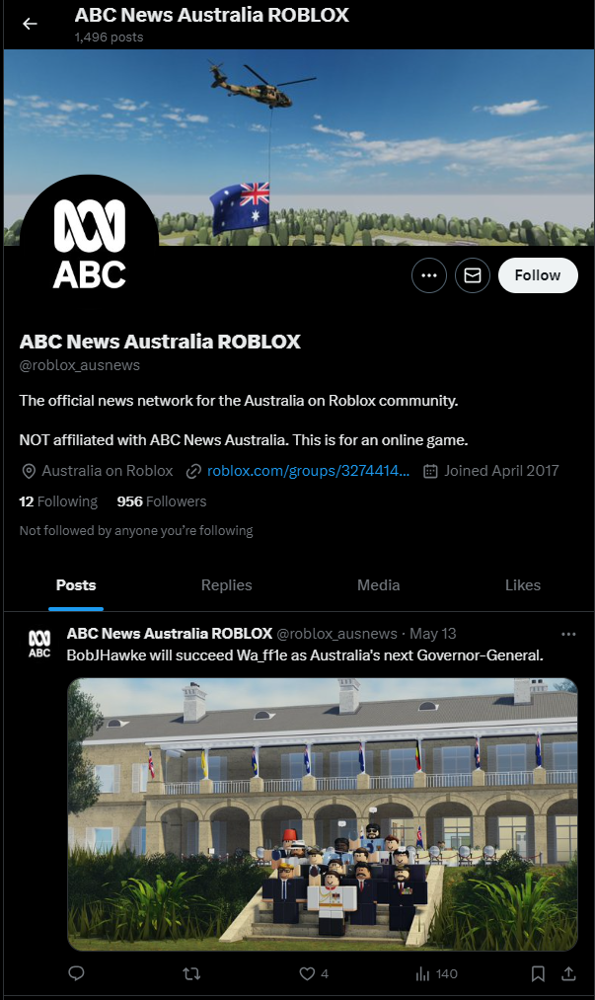 ABC News Australia ROBLOX
1,496 posts
ABC
Follow
ABC News Australia ROBLOX
@roblox_ausnews
The official news network for the Australia on Roblox community.
NOT affiliated with ABC News Australia. This is for an online game.
Australia on Roblox roblox.com/groups/3274414... Joined April 2017
12 Following 956 Followers
Not followed by anyone you're following
Posts Replies Media Likes
ABC
ABC News Australia ROBLOX @roblox_ausnews · May 13
BobJHawke will succeed Wa_ff1e as Australia's next Governor-General.
4 140